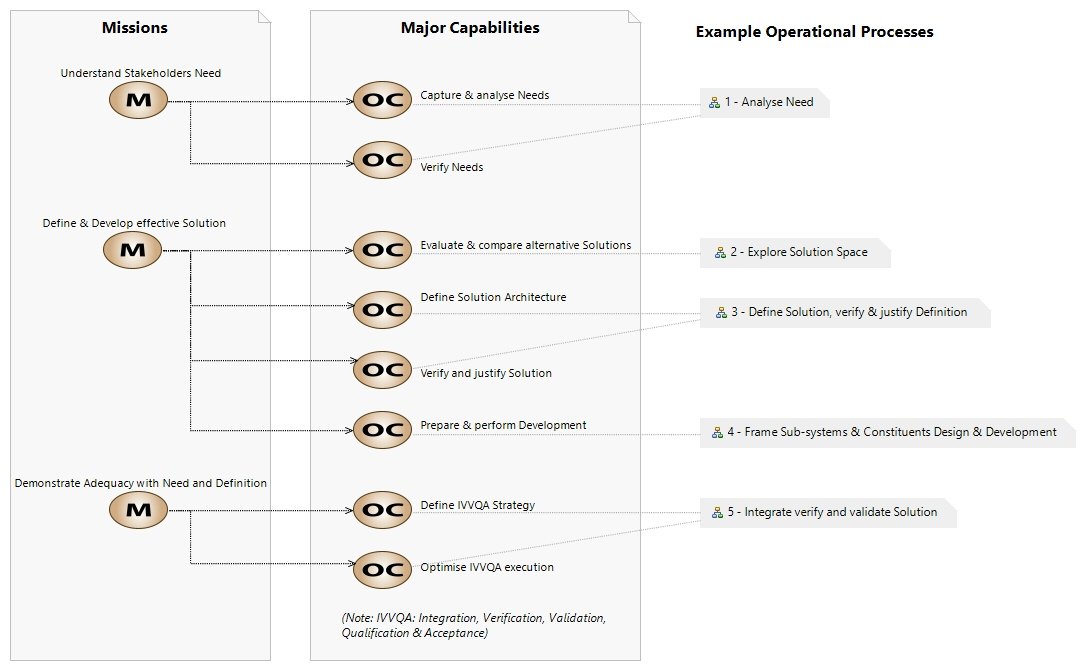 Missions
Major Capabilities
Example Operational Processes
Understand Stakeholders Need
M
OC
Capture & analyse Needs
1 - Analyse Need
OC
Verify Needs
Define & Develop effective Solution
M
OC
Evaluate & compare alternative Solutions
2 - Explore Solution Space
OC
Define Solution Architecture
3 - Define Solution, verify & justify Definition
OC
Verify and justify Solution
OC
Prepare & perform Development
4 - Frame Sub-systems & Constituents Design & Development
Demonstrate Adequacy with Need and Definition
M
OC
Define IVVQA Strategy
5 - Integrate verify and validate Solution
OC
Optimise IVVQA execution
(Note: IVVQA: Integration, Verification, Validation,
Qualification & Acceptance)